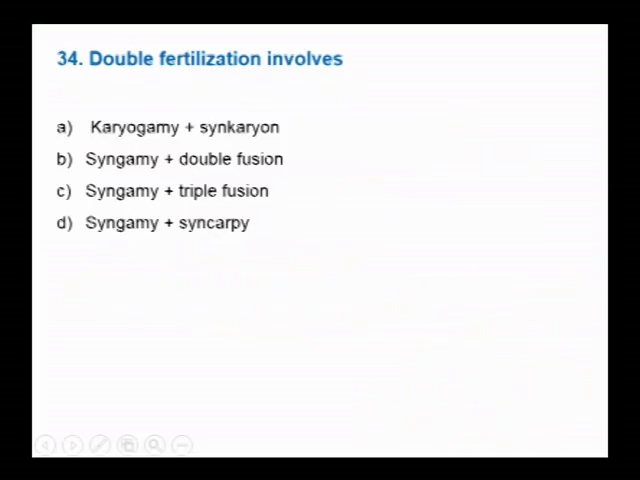 34. Double fertilization involves
a) Karyogamy + synkaryon
b) Syngamy + double fusion
c) Syngamy + triple fusion
d) Syngamy + syncarpy